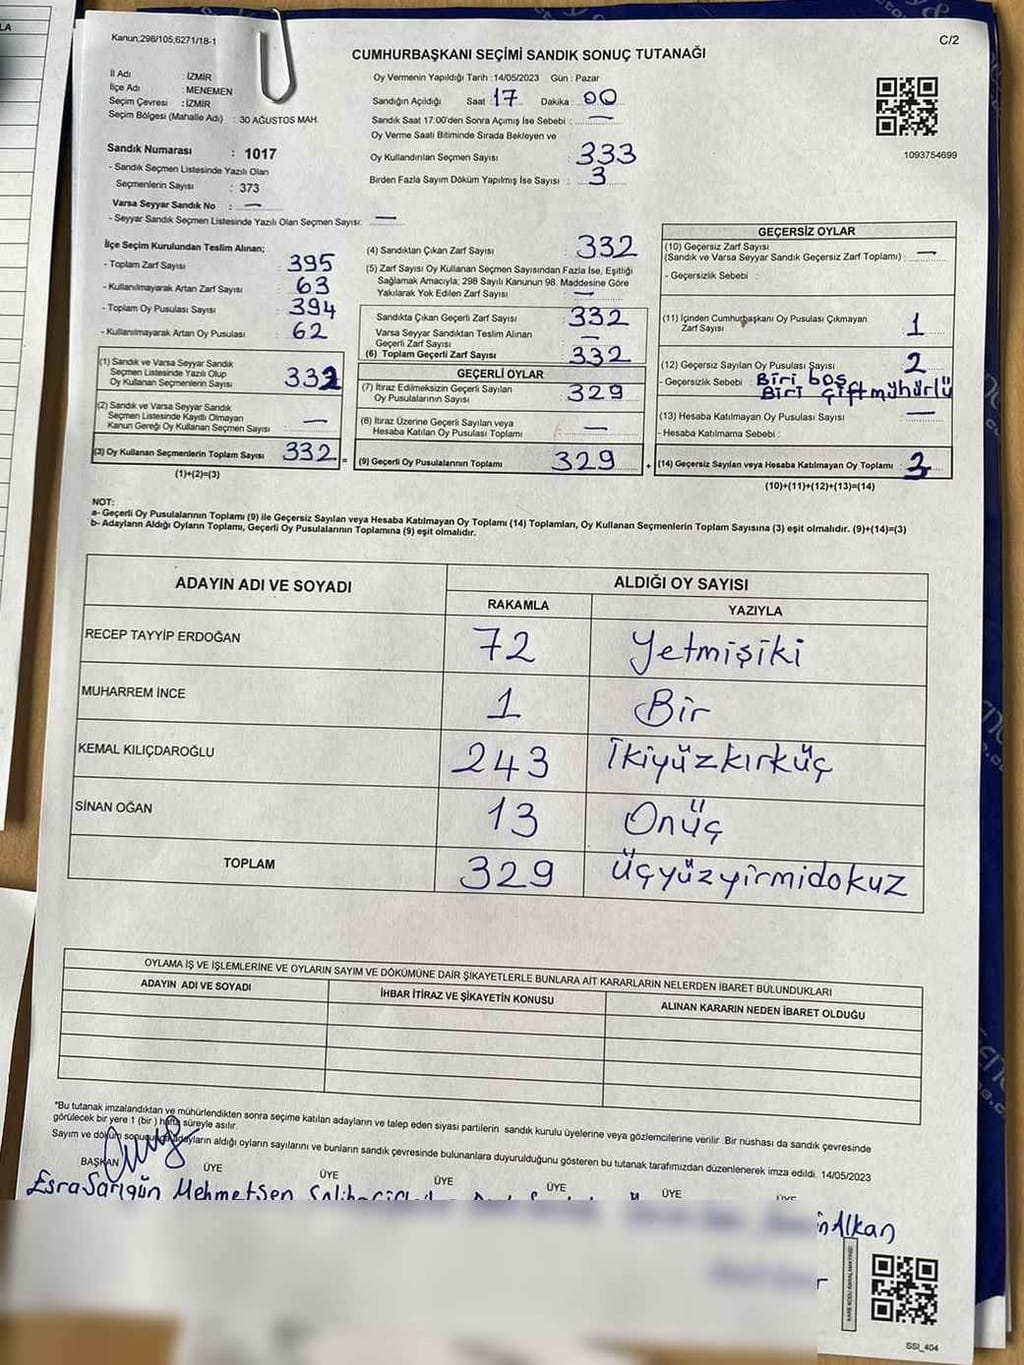 Kanun,298/105,6271/18-1
C/2
CUMHURBAŞKANI SEÇİMİ SANDIK SONUÇ TUTANAĞI
İl Adı : İZMİR
İlçe Adı : MENEMEN
Seçim Çevresi : İZMİR
Seçim Bölgesi (Mahalle Adı) : 30 AĞUSTOS MAH.
Sandık Numarası : 1017
- Sandık Seçmen Listesinde Yazılı Olan
Seçmenlerin Sayısı : 373
Varsa Seyyar Sandık No : —
- Seyyar Sandık Seçmen Listesinde Yazılı Olan Seçmen Sayısı: —
Oy Vermenin Yapıldığı Tarih :14/05/2023 Gün : Pazar
Sandığın Açıldığı Saat 17 Dakika 00
Sandık Saat 17:00'den Sonra Açımış İse Sebebi : —
Oy Verme Saati Bitiminde Sırada Bekleyen ve
Oy Kullandırılan Seçmen Sayısı : 333
Birden Fazla Sayım Döküm Yapılmış İse Sayısı : 3
1093754699
İlçe Seçim Kurulundan Teslim Alınan;
- Toplam Zarf Sayısı : 395
- Kullanılmayarak Artan Zarf Sayısı : 63
- Toplam Oy Pusulası Sayısı : 394
- Kullanılmayarak Artan Oy Pusulası : 62
(1) Sandık ve Varsa Seyyar Sandık
Seçmen Listesinde Yazılı Olup
Oy Kullanan Seçmenlerin Sayısı : 332
(2) Sandık ve Varsa Seyyar Sandık
Seçmen Listesinde Kayıtlı Olmayan
Kanun Gereği Oy Kullanan Seçmen Sayısı : —
(3) Oy Kullanan Seçmenlerin Toplam Sayısı : 332
(1)+(2)=(3)
(4) Sandıktan Çıkan Zarf Sayısı : 332
(5) Zarf Sayısı Oy Kullanan Seçmen Sayısından Fazla İse, Eşitliği
Sağlamak Amacıyla; 298 Sayılı Kanunun 98. Maddesine Göre
Yakılarak Yok Edilen Zarf Sayısı : —
Sandıkta Çıkan Geçerli Zarf Sayısı : 332
Varsa Seyyar Sandıktan Teslim Alınan
Geçerli Zarf Sayısı : —
(6) Toplam Geçerli Zarf Sayısı : 332
GEÇERLİ OYLAR
(7) İtiraz Edilmeksizin Geçerli Sayılan
Oy Pusulalarının Sayısı : 329
(8) İtiraz Üzerine Geçerli Sayılan veya
Hesaba Katılan Oy Pusulası Toplamı : —
= (9) Geçerli Oy Pusulalarının Toplamı : 329
GEÇERSİZ OYLAR
(10) Geçersiz Zarf Sayısı
(Sandık ve Varsa Seyyar Sandık Geçersiz Zarf Toplamı) : —
- Geçersizlik Sebebi :
(11) İçinden Cumhurbaşkanı Oy Pusulası Çıkmayan
Zarf Sayısı : 1
(12) Geçersiz Sayılan Oy Pusulası Sayısı : 2
- Geçersizlik Sebebi : Biri boş
Biri çiftmühürlü
(13) Hesaba Katılmayan Oy Pusulası Sayısı : —
- Hesaba Katılmama Sebebi :
+ (14) Geçersiz Sayılan veya Hesaba Katılmayan Oy Toplamı : 3
(10)+(11)+(12)+(13)=(14)
NOT:
a- Geçerli Oy Pusulalarının Toplamı (9) ile Geçersiz Sayılan veya Hesaba Katılmayan Oy Toplamı (14) Toplamları, Oy Kullanan Seçmenlerin Toplam Sayısına (3) eşit olmalıdır. (9)+(14)=(3)
b- Adayların Aldığı Oyların Toplamı, Geçerli Oy Pusulalarının Toplamına (9) eşit olmalıdır.
ADAYIN ADI VE SOYADI ALDIĞI OY SAYISI
RAKAMLA YAZIYLA
RECEP TAYYİP ERDOĞAN 72 Yetmişiki
MUHARREM İNCE 1 Bir
KEMAL KILIÇDAROĞLU 243 İkiyüzkırküç
SİNAN OĞAN 13 Onüç
TOPLAM 329 üçyüzyirmidokuz
OYLAMA İŞ VE İŞLEMLERİNE VE OYLARIN SAYIM VE DÖKÜMÜNE DAİR ŞİKAYETLERLE BUNLARA AİT KARARLARIN NELERDEN İBARET BULUNDUKLARI
ADAYIN ADI VE SOYADI İHBAR İTİRAZ VE ŞİKAYETİN KONUSU ALINAN KARARIN NEDEN İBARET OLDUĞU
*Bu tutanak imzalandıktan ve mühürlendikten sonra seçime katılan adayların ve talep eden siyasi partilerin sandık kurulu üyelerine veya gözlemcilerine verilir. Bir nüshası da sandık çevresinde
görülecek bir yere 1 (bir) hafta süreyle asılır.
Sayım ve döküm sonucunda adayların aldığı oyların sayılarını ve bunların sandık çevresinde bulunanlara duyurulduğunu gösteren bu tutanak tarafımızdan düzenlenerek imza edildi. 14/05/2023
BAŞKAN ÜYE ÜYE ÜYE ÜYE ÜYE ÜYE
Esra Sarıgün Mehmet Şen
Alkan
KARE KODU KARALAMAYINIZ!
SSI_404